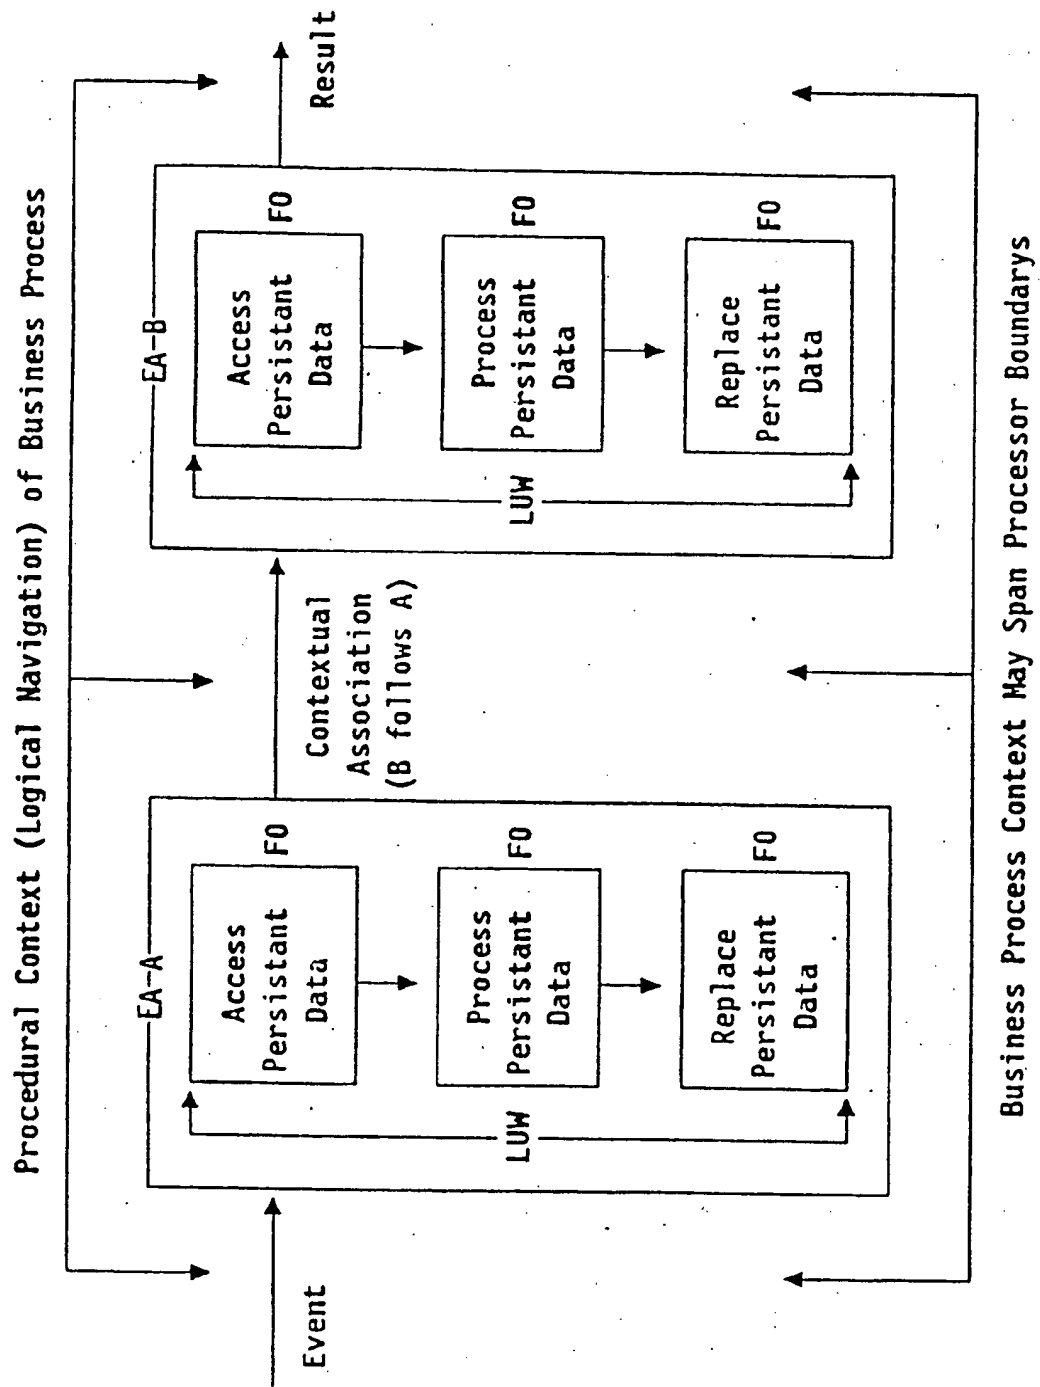 Procedural Context (Logical Navigation) of Business Process
EA-A
Access
Persistant
Data
FO
Process
Persistant
Data
FO
Replace
Persistant
Data
FO
LUW
Event
Contextual
Association
(B follows A)
EA-B
Access
Persistant
Data
FO
Process
Persistant
Data
FO
Replace
Persistant
Data
FO
LUW
Result
Business Process Context May Span Processor Boundarys